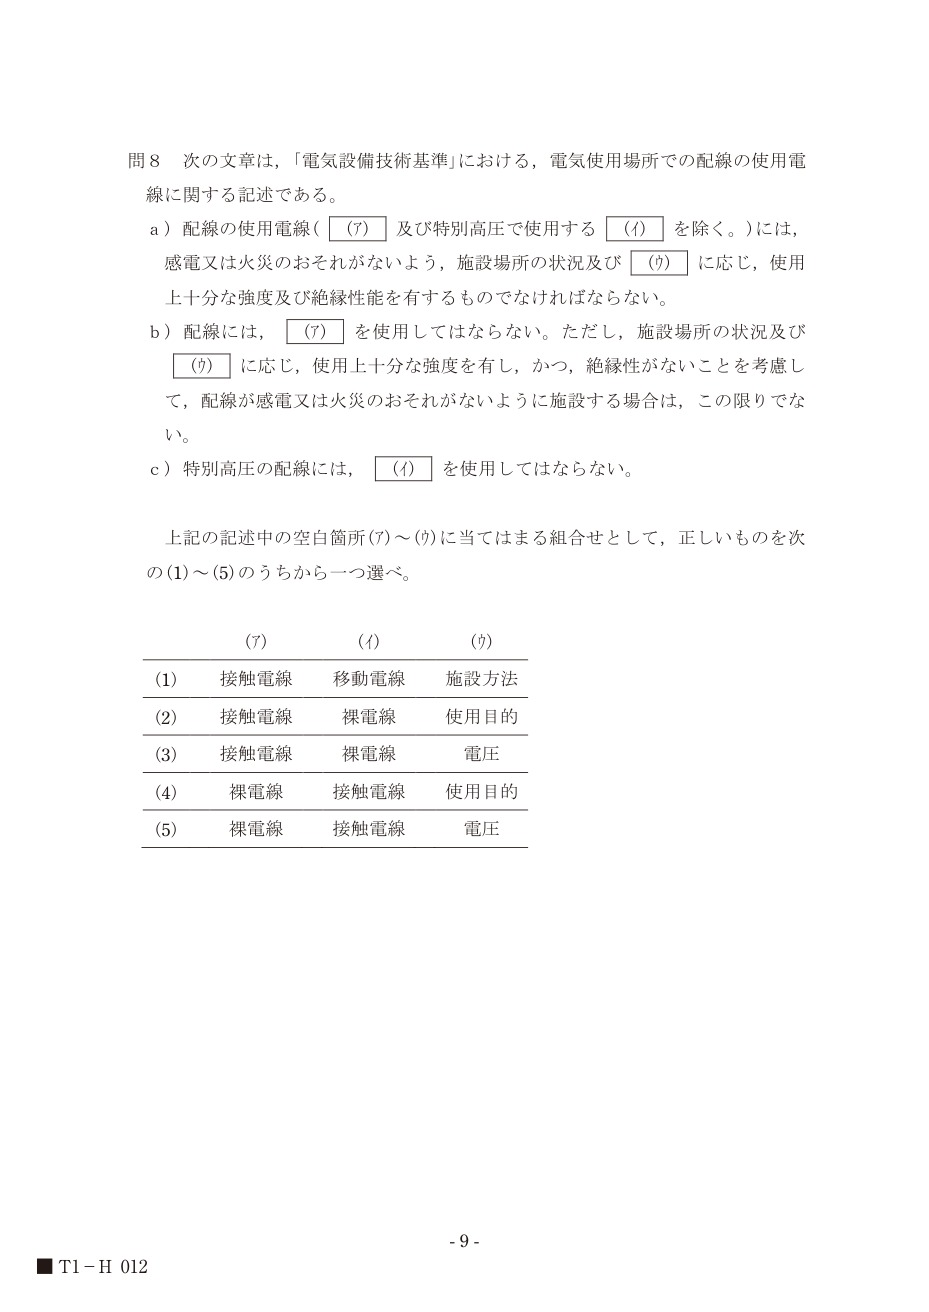 問８　次の文章は，「電気設備技術基準」における，電気使用場所での配線の使用電
線に関する記述である。
ａ）配線の使用電線（ （ｱ） 及び特別高圧で使用する （ｲ） を除く。）には，
感電又は火災のおそれがないよう，施設場所の状況及び （ｳ） に応じ，使用
上十分な強度及び絶縁性能を有するものでなければならない。
ｂ）配線には， （ｱ） を使用してはならない。ただし，施設場所の状況及び
（ｳ） に応じ，使用上十分な強度を有し，かつ，絶縁性がないことを考慮し
て，配線が感電又は火災のおそれがないように施設する場合は，この限りでな
い。
ｃ）特別高圧の配線には， （ｲ） を使用してはならない。
上記の記述中の空白箇所（ｱ）～（ｳ）に当てはまる組合せとして，正しいものを次
の（1）～（5）のうちから一つ選べ。
（ｱ） （ｲ） （ｳ）
（1） 接触電線 移動電線 施設方法
（2） 接触電線 裸電線 使用目的
（3） 接触電線 裸電線 電圧
（4） 裸電線 接触電線 使用目的
（5） 裸電線 接触電線 電圧
- 9 -
■ T1－H 012